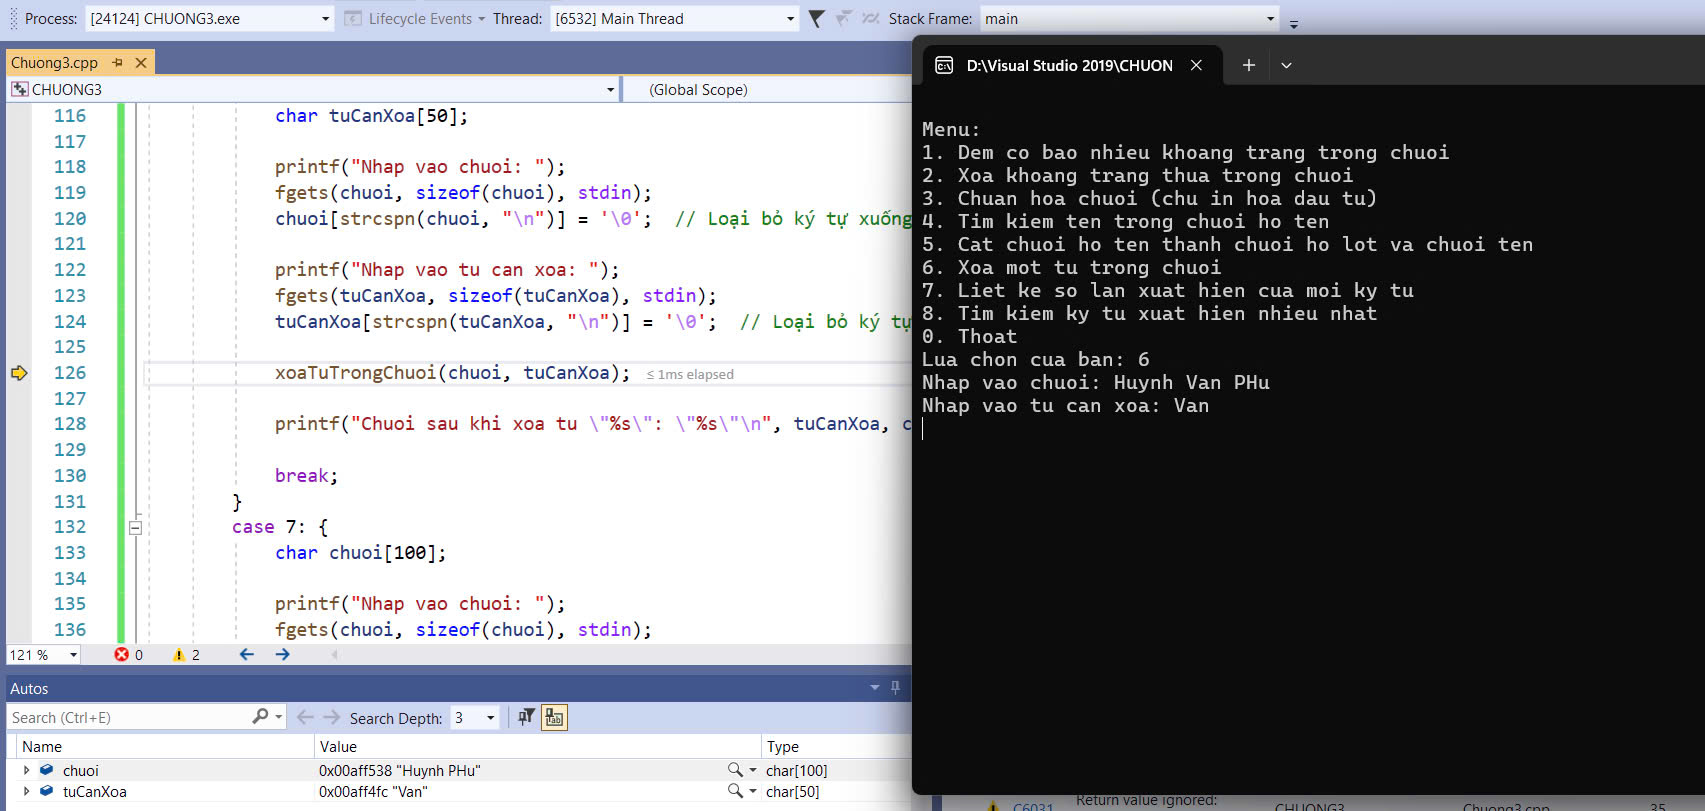 Process: [24124] CHUONG3.exe Lifecycle Events Thread: [6532] Main Thread Stack Frame: main
Chuong3.cpp
CHUONG3 (Global Scope)
116 char tuCanXoa[50];
117
118 printf("Nhap vao chuoi: ");
119 fgets(chuoi, sizeof(chuoi), stdin);
120 chuoi[strcspn(chuoi, "\n")] = '\0'; // Loại bỏ ký tự xuống
121
122 printf("Nhap vao tu can xoa: ");
123 fgets(tuCanXoa, sizeof(tuCanXoa), stdin);
124 tuCanXoa[strcspn(tuCanXoa, "\n")] = '\0'; // Loại bỏ ký tự
125
126 xoaTuTrongChuoi(chuoi, tuCanXoa); ≤ 1ms elapsed
127
128 printf("Chuoi sau khi xoa tu \"%s\": \"%s\"\n", tuCanXoa, c
129
130 break;
131 }
132 case 7: {
133 char chuoi[100];
134
135 printf("Nhap vao chuoi: ");
136 fgets(chuoi, sizeof(chuoi), stdin);
121 % 0 2
Autos
Search (Ctrl+E) Search Depth: 3
Name Value Type
chuoi 0x00aff538 "Huynh PHu" char[100]
tuCanXoa 0x00aff4fc "Van" char[50]
D:\Visual Studio 2019\CHUON
Menu:
1. Dem co bao nhieu khoang trang trong chuoi
2. Xoa khoang trang thua trong chuoi
3. Chuan hoa chuoi (chu in hoa dau tu)
4. Tim kiem ten trong chuoi ho ten
5. Cat chuoi ho ten thanh chuoi ho lot va chuoi ten
6. Xoa mot tu trong chuoi
7. Liet ke so lan xuat hien cua moi ky tu
8. Tim kiem ky tu xuat hien nhieu nhat
0. Thoat
Lua chon cua ban: 6
Nhap vao chuoi: Huynh Van PHu
Nhap vao tu can xoa: Van
C6031 Return value ignored: CHUONG3 Chuong3.cpp 35